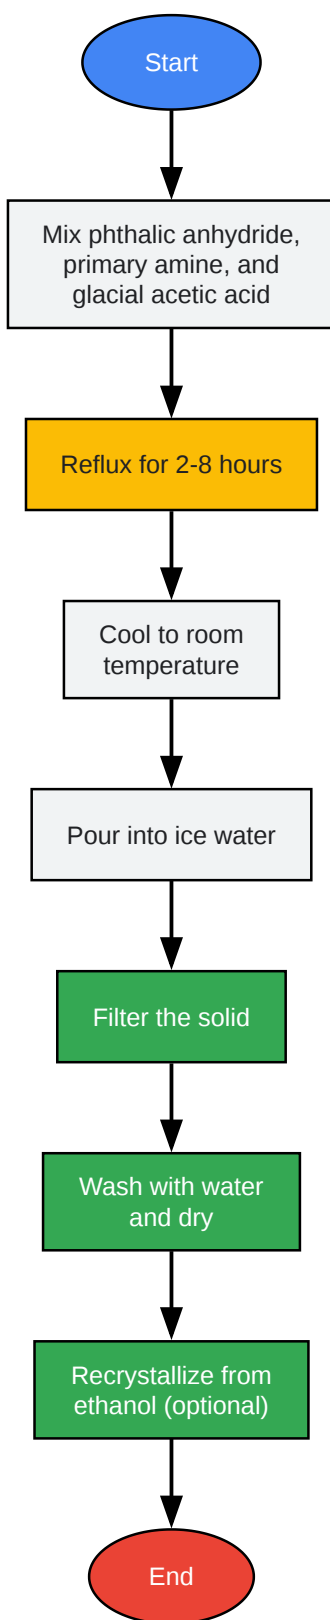 Start
Mix phthalic anhydride,
primary amine, and
glacial acetic acid
Reflux for 2-8 hours
Cool to room
temperature
Pour into ice water
Filter the solid
Wash with water
and dry
Recrystallize from
ethanol (optional)
End